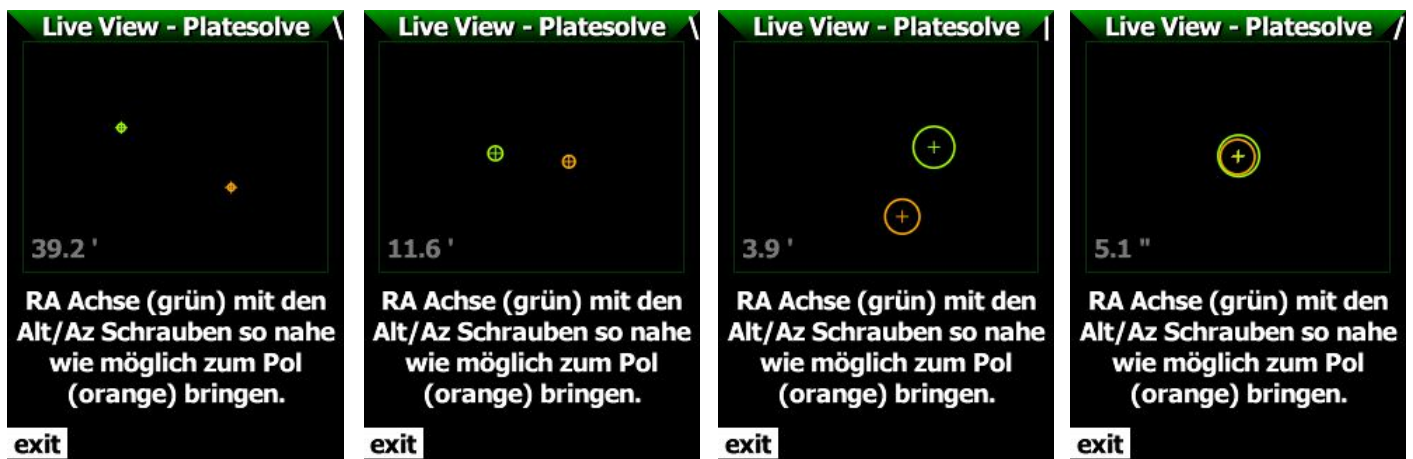 Live View - Platesolve \
39.2 '
RA Achse (grün) mit den
Alt/Az Schrauben so nahe
wie möglich zum Pol
(orange) bringen.
exit
Live View - Platesolve \
11.6 '
RA Achse (grün) mit den
Alt/Az Schrauben so nahe
wie möglich zum Pol
(orange) bringen.
exit
Live View - Platesolve |
3.9 '
RA Achse (grün) mit den
Alt/Az Schrauben so nahe
wie möglich zum Pol
(orange) bringen.
exit
Live View - Platesolve /
5.1 "
RA Achse (grün) mit den
Alt/Az Schrauben so nahe
wie möglich zum Pol
(orange) bringen.
exit